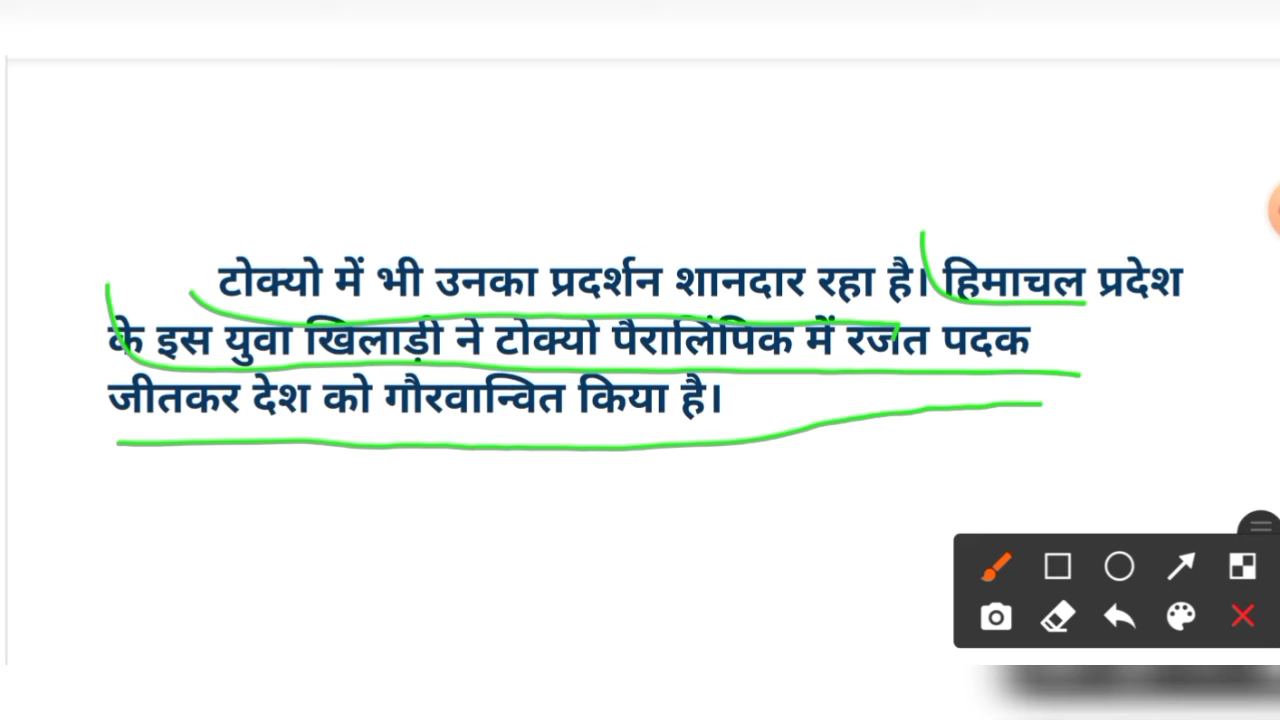 टोक्यो में भी उनका प्रदर्शन शानदार रहा है। हिमाचल प्रदेश
के इस युवा खिलाड़ी ने टोक्यो पैरालिंपिक में रजत पदक
जीतकर देश को गौरवान्वित किया है।